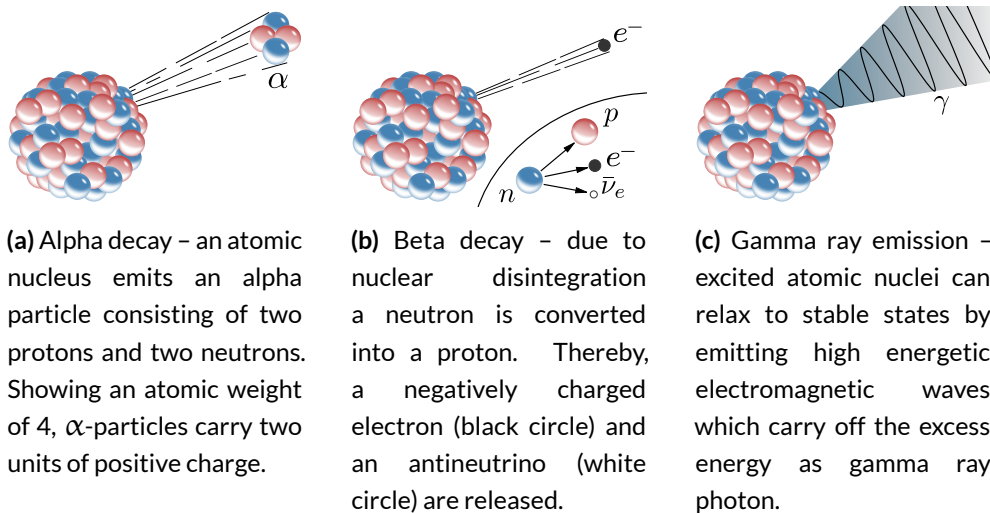 α
e⁻
p
e⁻
n
ν̄ₑ
γ
(a) Alpha decay – an atomic
nucleus emits an alpha
particle consisting of two
protons and two neutrons.
Showing an atomic weight
of 4, α-particles carry two
units of positive charge.
(b) Beta decay – due to
nuclear disintegration
a neutron is converted
into a proton. Thereby,
a negatively charged
electron (black circle) and
an antineutrino (white
circle) are released.
(c) Gamma ray emission –
excited atomic nuclei can
relax to stable states by
emitting high energetic
electromagnetic waves
which carry off the excess
energy as gamma ray
photon.